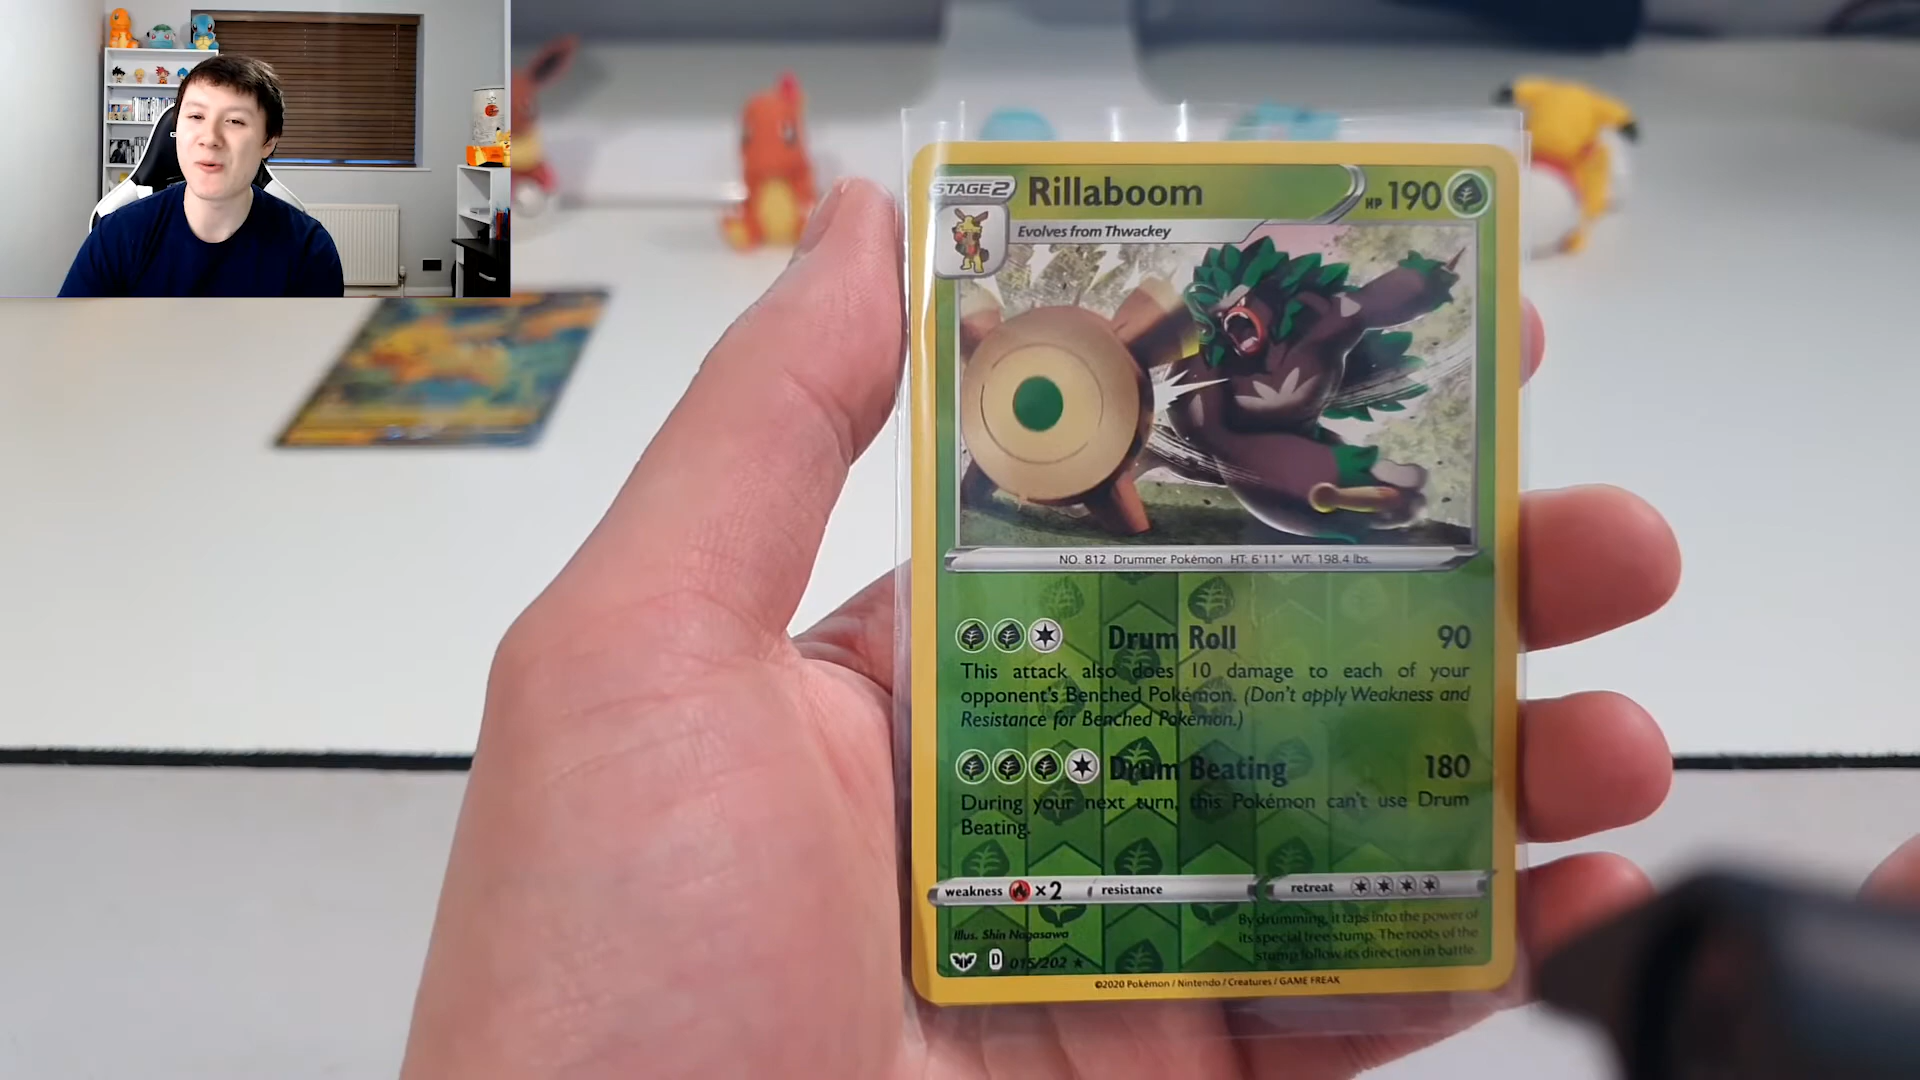 STAGE2 Rillaboom HP 190
Evolves from Thwackey
NO. 812 Drummer Pokémon HT: 6'11" WT: 198.4 lbs.
Drum Roll 90
This attack also does 10 damage to each of your
opponent's Benched Pokémon. (Don't apply Weakness and
Resistance for Benched Pokémon.)
Drum Beating 180
During your next turn, this Pokémon can't use Drum
Beating.
weakness ×2 resistance retreat
By drumming, it taps into the power of
its special tree stump. The roots of the
stump follow its direction in battle.
Illus. Shin Nagasawa
D 015/202 ★
©2020 Pokémon / Nintendo / Creatures / GAME FREAK